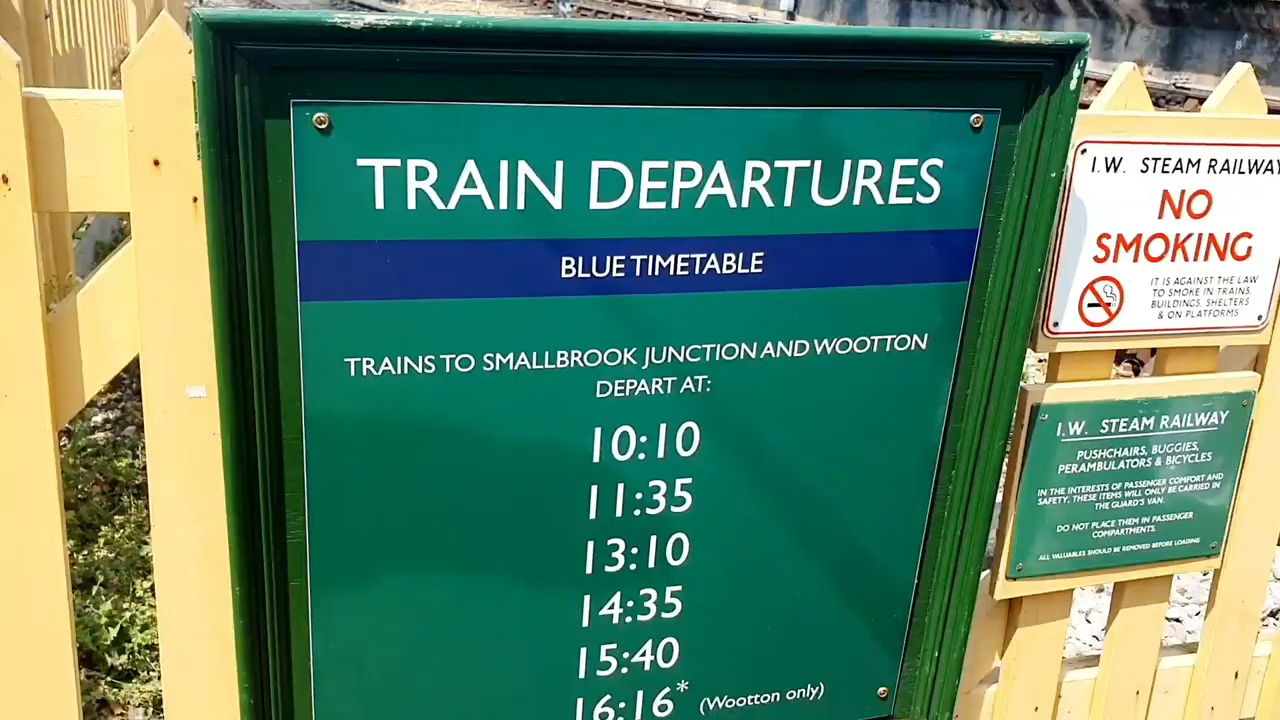 TRAIN DEPARTURES
BLUE TIMETABLE
TRAINS TO SMALLBROOK JUNCTION AND WOOTTON
DEPART AT:
10:10
11:35
13:10
14:35
15:40
16:16* (Wootton only)
I.W. STEAM RAILWAY
NO
SMOKING
IT IS AGAINST THE LAW
TO SMOKE IN TRAINS,
BUILDINGS, SHELTERS
& ON PLATFORMS
I.W. STEAM RAILWAY
PUSHCHAIRS, BUGGIES,
PERAMBULATORS & BICYCLES
IN THE INTERESTS OF PASSENGER COMFORT AND
SAFETY, THESE ITEMS WILL ONLY BE CARRIED IN
THE GUARD'S VAN.
DO NOT PLACE THEM IN PASSENGER
COMPARTMENTS.
ALL VALUABLES SHOULD BE REMOVED BEFORE LOADING